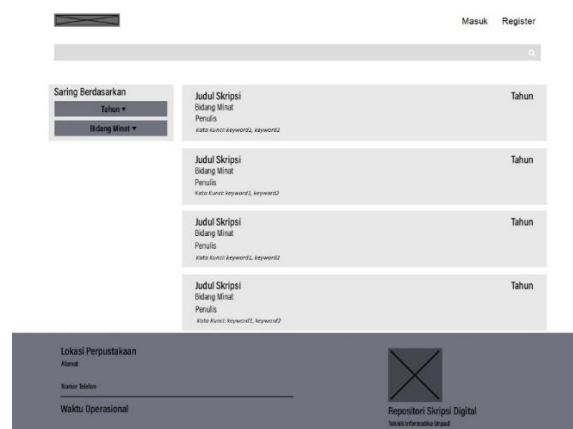 Masuk Register
Saring Berdasarkan
Tahun ▾
Bidang Minat ▾
Judul Skripsi Tahun
Bidang Minat
Penulis
Kata Kunci: keyword1, keyword2
Judul Skripsi Tahun
Bidang Minat
Penulis
Kata Kunci: keyword1, keyword2
Judul Skripsi Tahun
Bidang Minat
Penulis
Kata Kunci: keyword1, keyword2
Judul Skripsi Tahun
Bidang Minat
Penulis
Kata Kunci: keyword1, keyword2
Lokasi Perpustakaan
Alamat
Nomor Telefon
Waktu Operasional
Repositori Skripsi Digital
Teknik Informatika Unpad